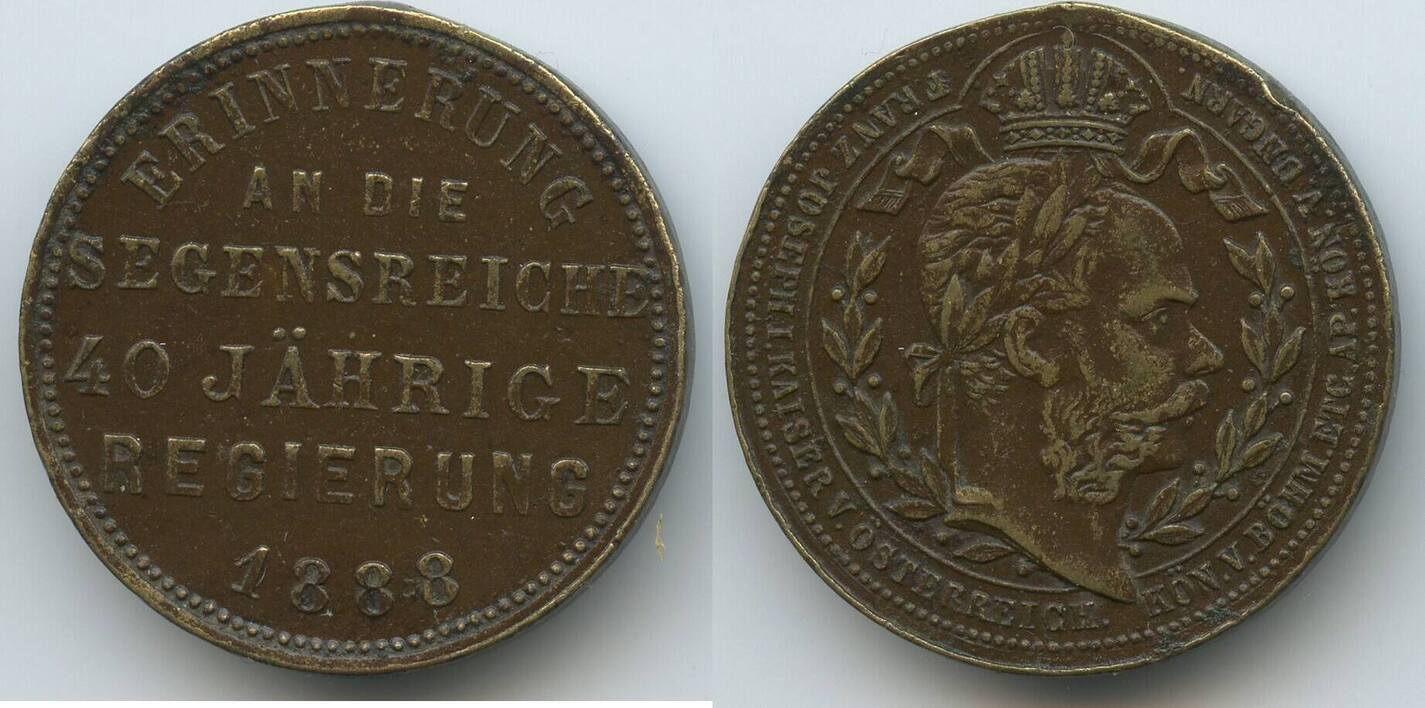 ERINNERUNG
AN DIE
SEGENSREICHE
40 JÄHRIGE
REGIERUNG
1888
FRANZ JOSEPH I. KAISER V. ÖSTERREICH. KÖN. V. BÖHM. ETC. AP. KÖN. V. UNGARN